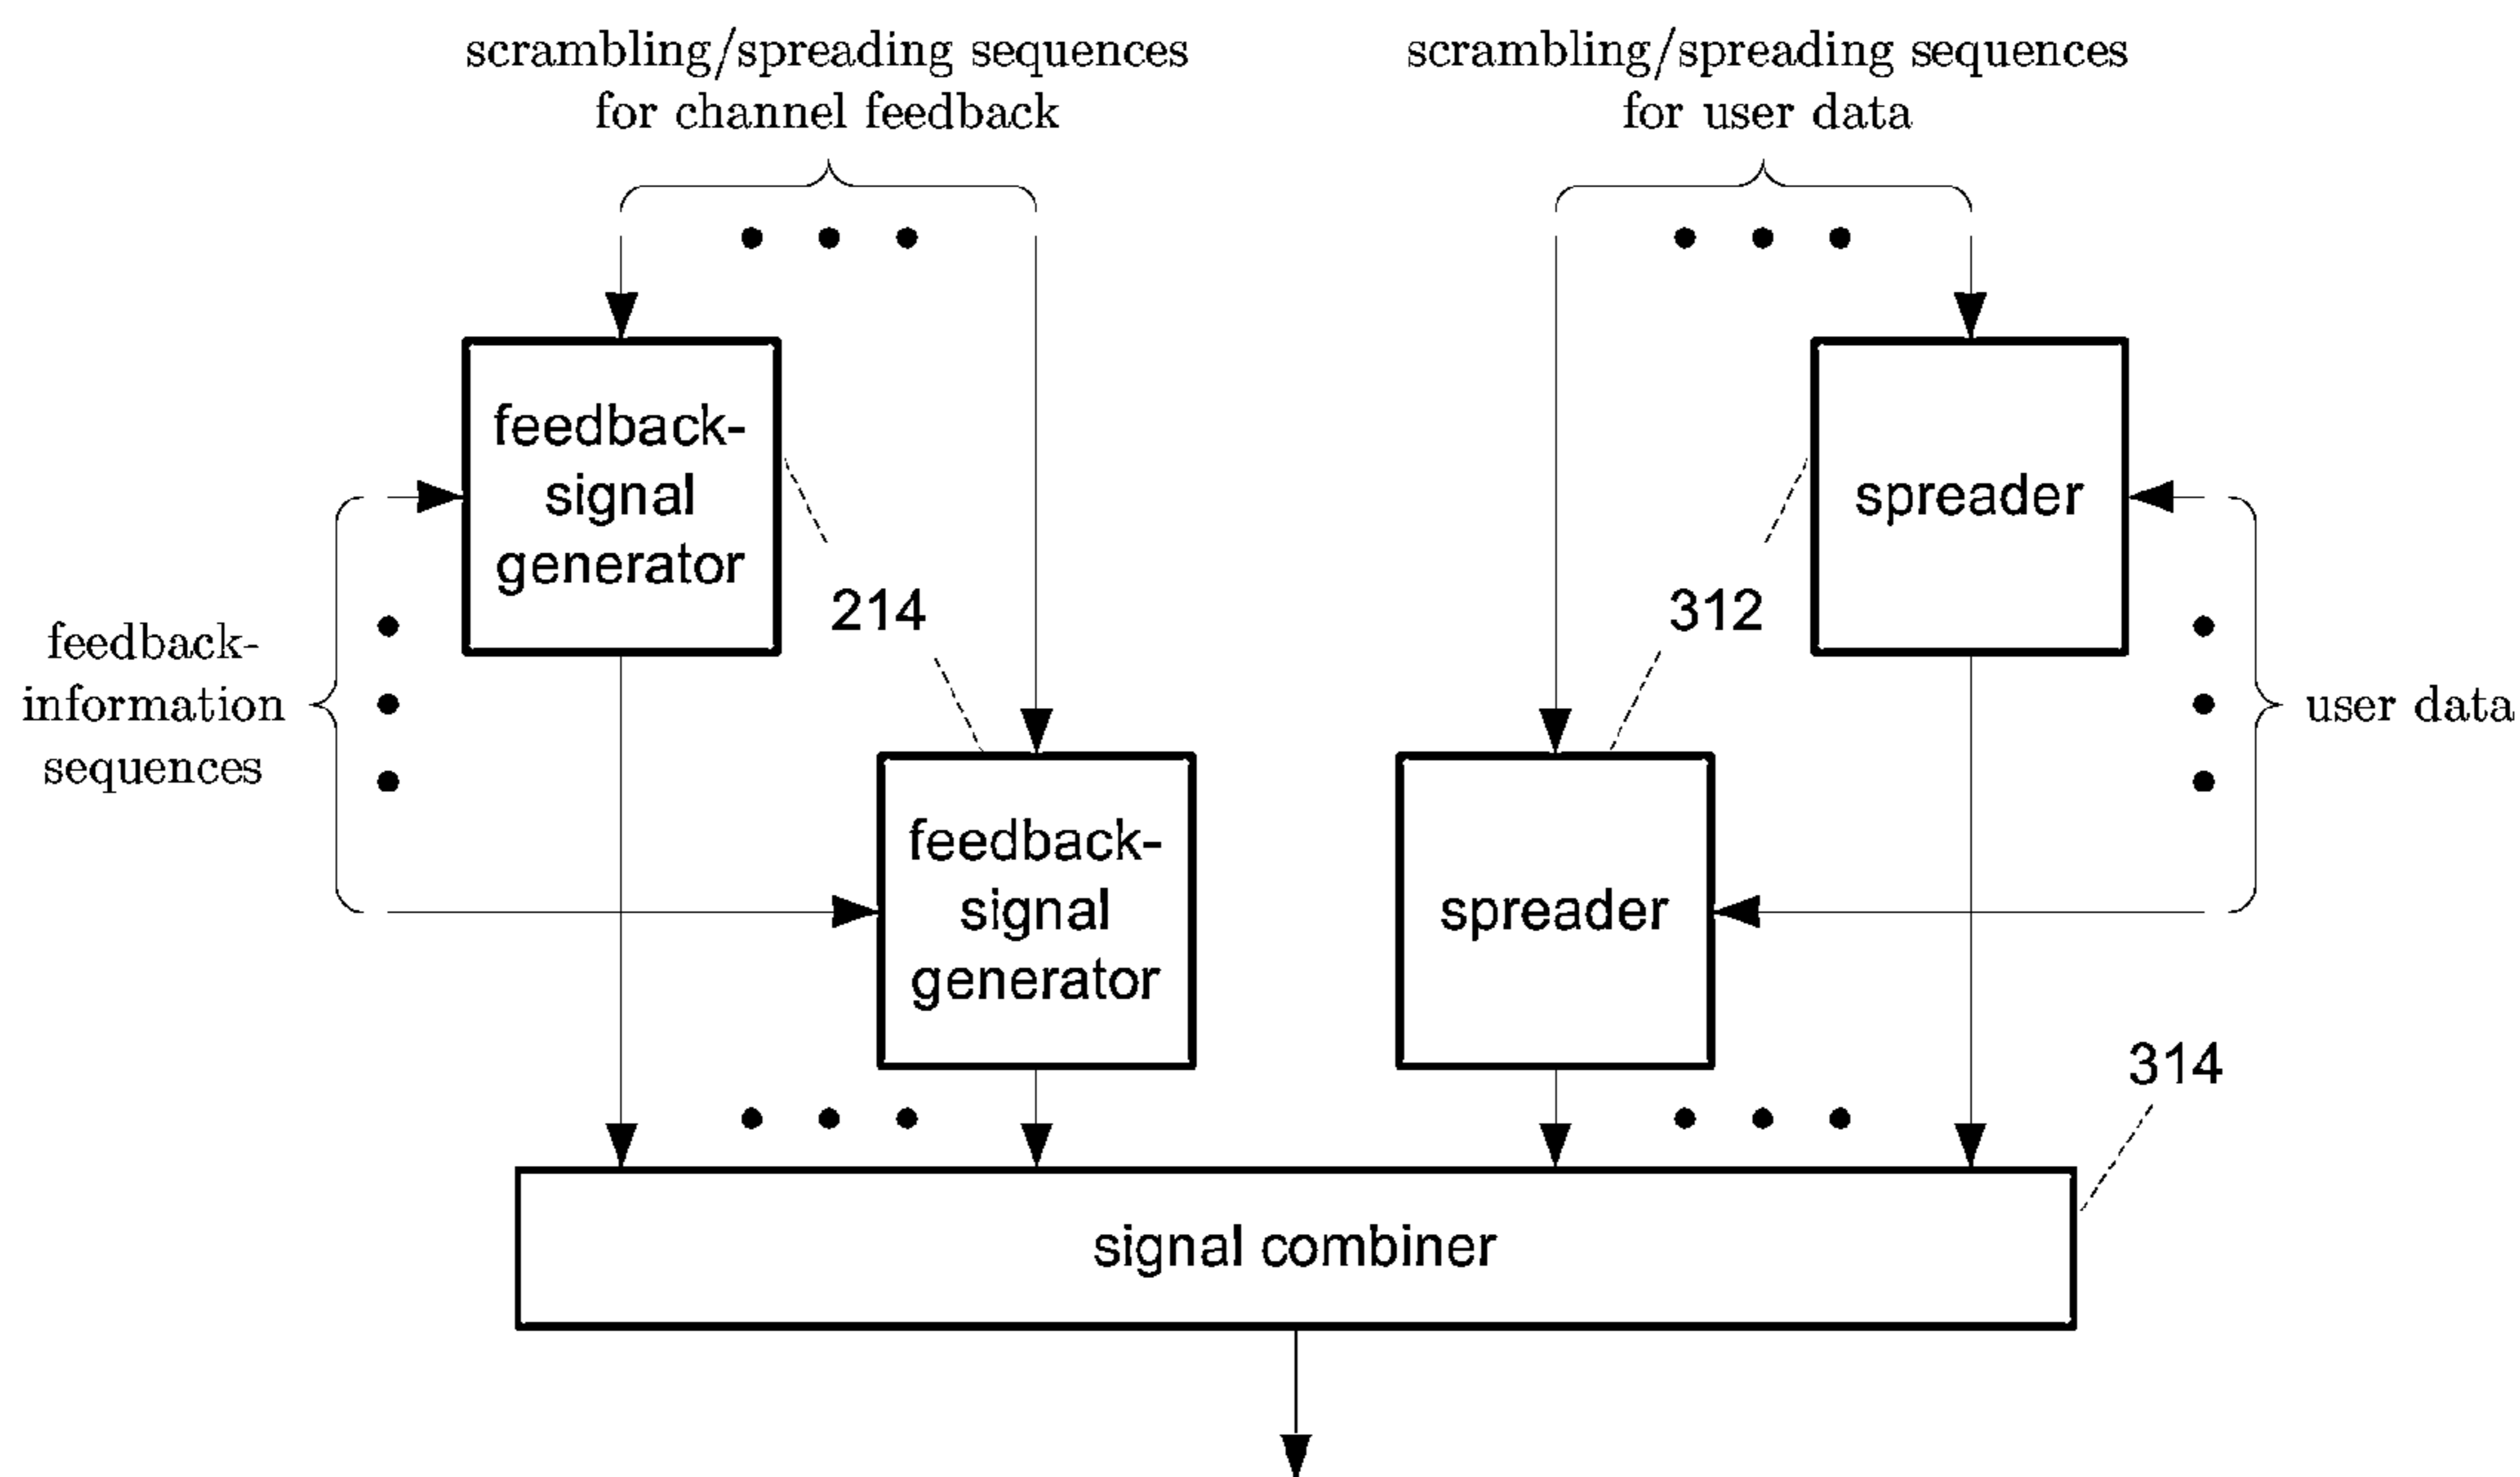 scrambling/spreading sequences
for channel feedback
scrambling/spreading sequences
for user data
feedback-
signal
generator
spreader
214
312
feedback-
information
sequences
user data
feedback-
signal
generator
spreader
314
signal combiner